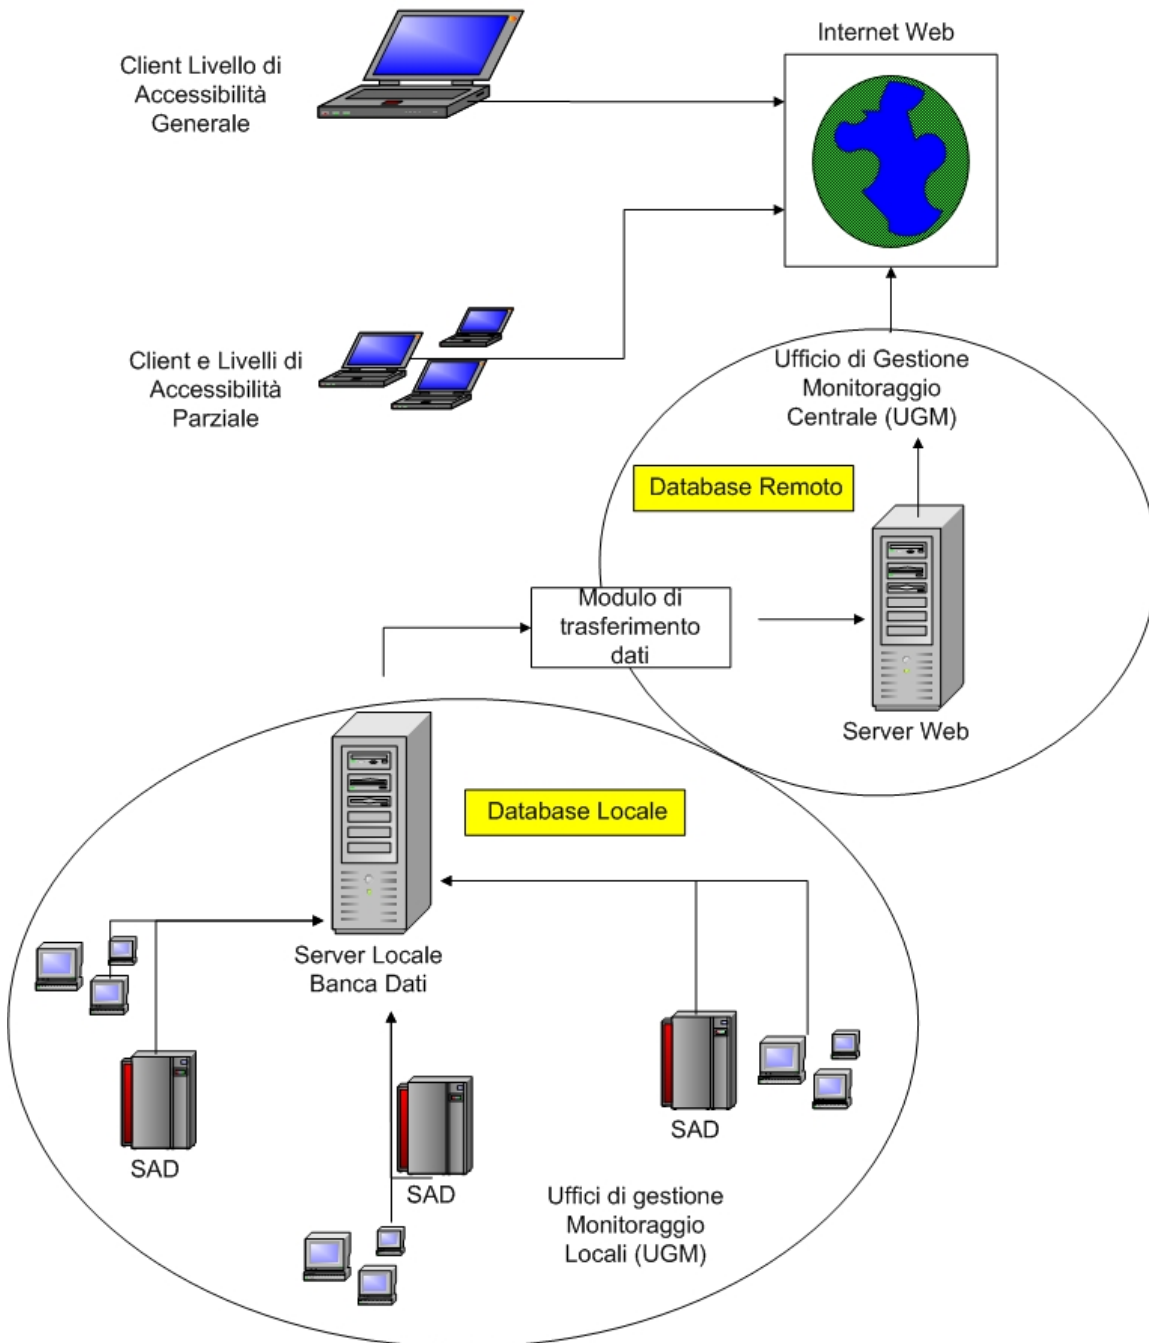 Internet Web
Client Livello di
Accessibilità
Generale
Client e Livelli di
Accessibilità
Parziale
Ufficio di Gestione
Monitoraggio
Centrale (UGM)
Database Remoto
Modulo di
trasferimento
dati
Server Web
Database Locale
Server Locale
Banca Dati
SAD
SAD
SAD
Uffici di gestione
Monitoraggio
Locali (UGM)